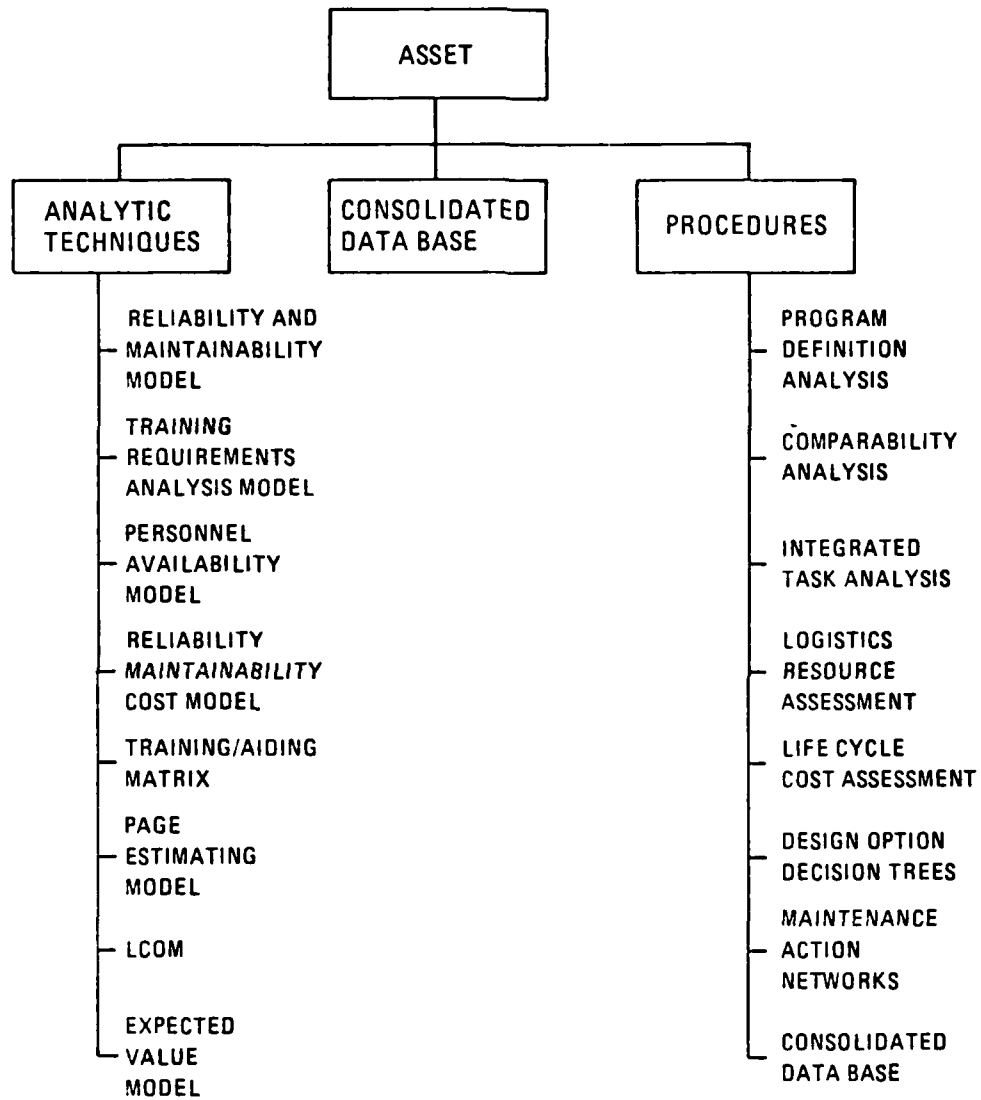 ASSET
ANALYTIC
TECHNIQUES
CONSOLIDATED
DATA BASE
PROCEDURES
RELIABILITY AND
MAINTAINABILITY
MODEL
TRAINING
REQUIREMENTS
ANALYSIS MODEL
PERSONNEL
AVAILABILITY
MODEL
RELIABILITY
MAINTAINABILITY
COST MODEL
TRAINING/AIDING
MATRIX
PAGE
ESTIMATING
MODEL
LCOM
EXPECTED
VALUE
MODEL
PROGRAM
DEFINITION
ANALYSIS
COMPARABILITY
ANALYSIS
INTEGRATED
TASK ANALYSIS
LOGISTICS
RESOURCE
ASSESSMENT
LIFE CYCLE
COST ASSESSMENT
DESIGN OPTION
DECISION TREES
MAINTENANCE
ACTION
NETWORKS
CONSOLIDATED
DATA BASE